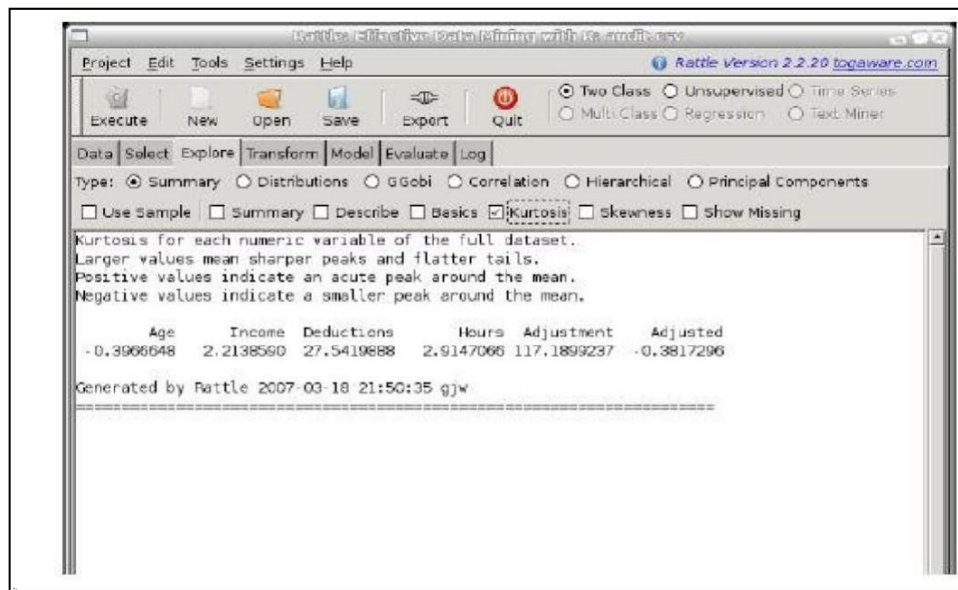 Rattle: Effective Data Mining with Ra audit.csv
Project Edit Tools Settings Help
Rattle Version 2.2.20 togaware.com
Execute New Open Save Export Quit
Two Class Unsupervised Time Series
Multi Class Regression Text Miner
Data Select Explore Transform Model Evaluate Log
Type: Summary Distributions GGobi Correlation Hierarchical Principal Components
Use Sample Summary Describe Basics Kurtosis Skewness Show Missing
Kurtosis for each numeric variable of the full dataset.
Larger values mean sharper peaks and flatter tails.
Positive values indicate an acute peak around the mean.
Negative values indicate a smaller peak around the mean.
Age Income Deductions Hours Adjustment Adjusted
-0.3966648 2.2138590 27.5419888 2.9147066 117.1899237 -0.3817296
Generated by Rattle 2007-03-18 21:50:35 gjw
======================================================================